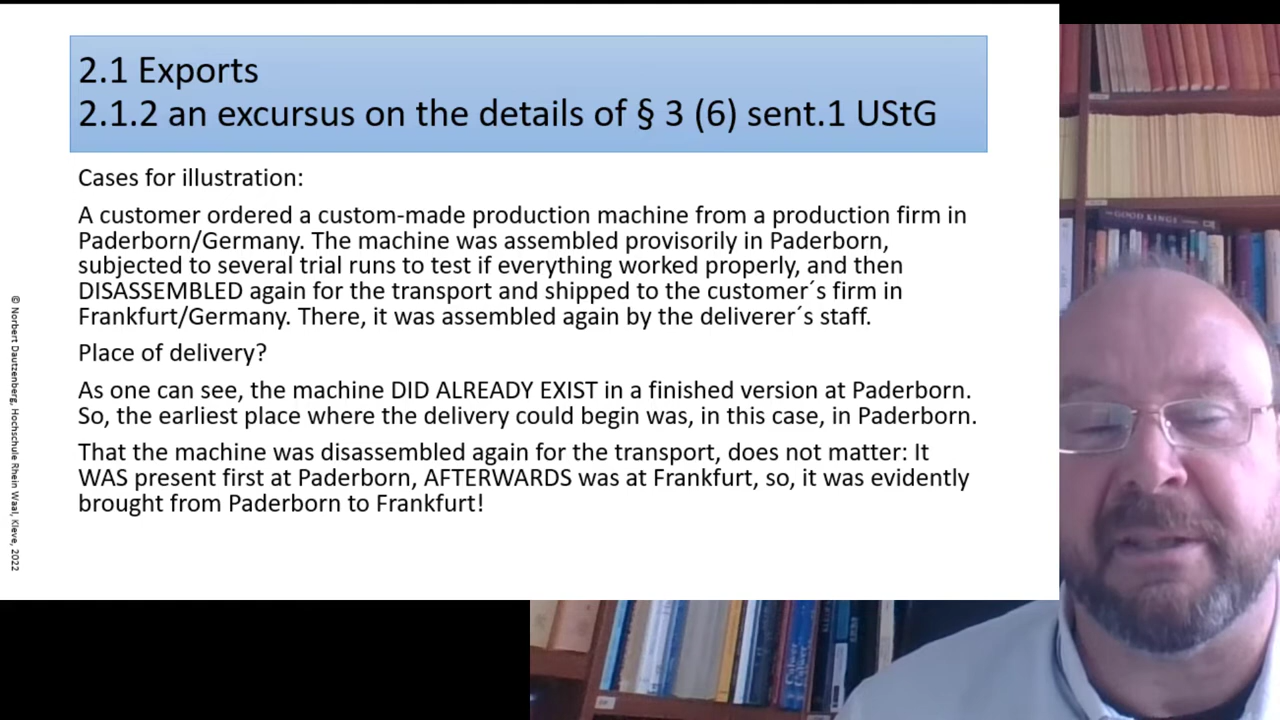 2.1 Exports
2.1.2 an excursus on the details of § 3 (6) sent.1 UStG
Cases for illustration:
A customer ordered a custom-made production machine from a production firm in
Paderborn/Germany. The machine was assembled provisorily in Paderborn,
subjected to several trial runs to test if everything worked properly, and then
DISASSEMBLED again for the transport and shipped to the customer´s firm in
Frankfurt/Germany. There, it was assembled again by the deliverer´s staff.
Place of delivery?
As one can see, the machine DID ALREADY EXIST in a finished version at Paderborn.
So, the earliest place where the delivery could begin was, in this case, in Paderborn.
That the machine was disassembled again for the transport, does not matter: It
WAS present first at Paderborn, AFTERWARDS was at Frankfurt, so, it was evidently
brought from Paderborn to Frankfurt!
© Norbert Dautzenberg, Hochschule Rhein Waal, Kleve, 2022
GOOD KINGS